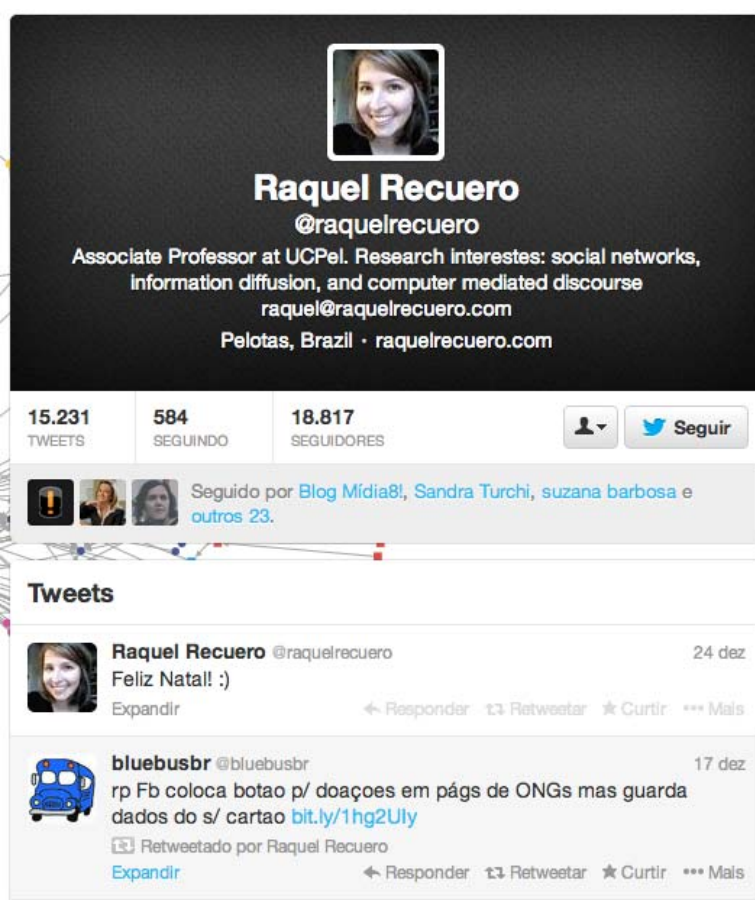 Raquel Recuero
@raquelrecuero
Associate Professor at UCPel. Research interestes: social networks,
information diffusion, and computer mediated discourse
raquel@raquelrecuero.com
Pelotas, Brazil · raquelrecuero.com
15.231 584 18.817
TWEETS SEGUINDO SEGUIDORES
Seguir
Seguido por Blog Mídia8!, Sandra Turchi, suzana barbosa e
outros 23.
Tweets
Raquel Recuero @raquelrecuero 24 dez
Feliz Natal! :)
Expandir Responder Retweetar Curtir Mais
bluebusbr @bluebusbr 17 dez
rp Fb coloca botao p/ doaçoes em págs de ONGs mas guarda
dados do s/ cartao bit.ly/1hg2Uly
Retweetado por Raquel Recuero
Expandir Responder Retweetar Curtir Mais